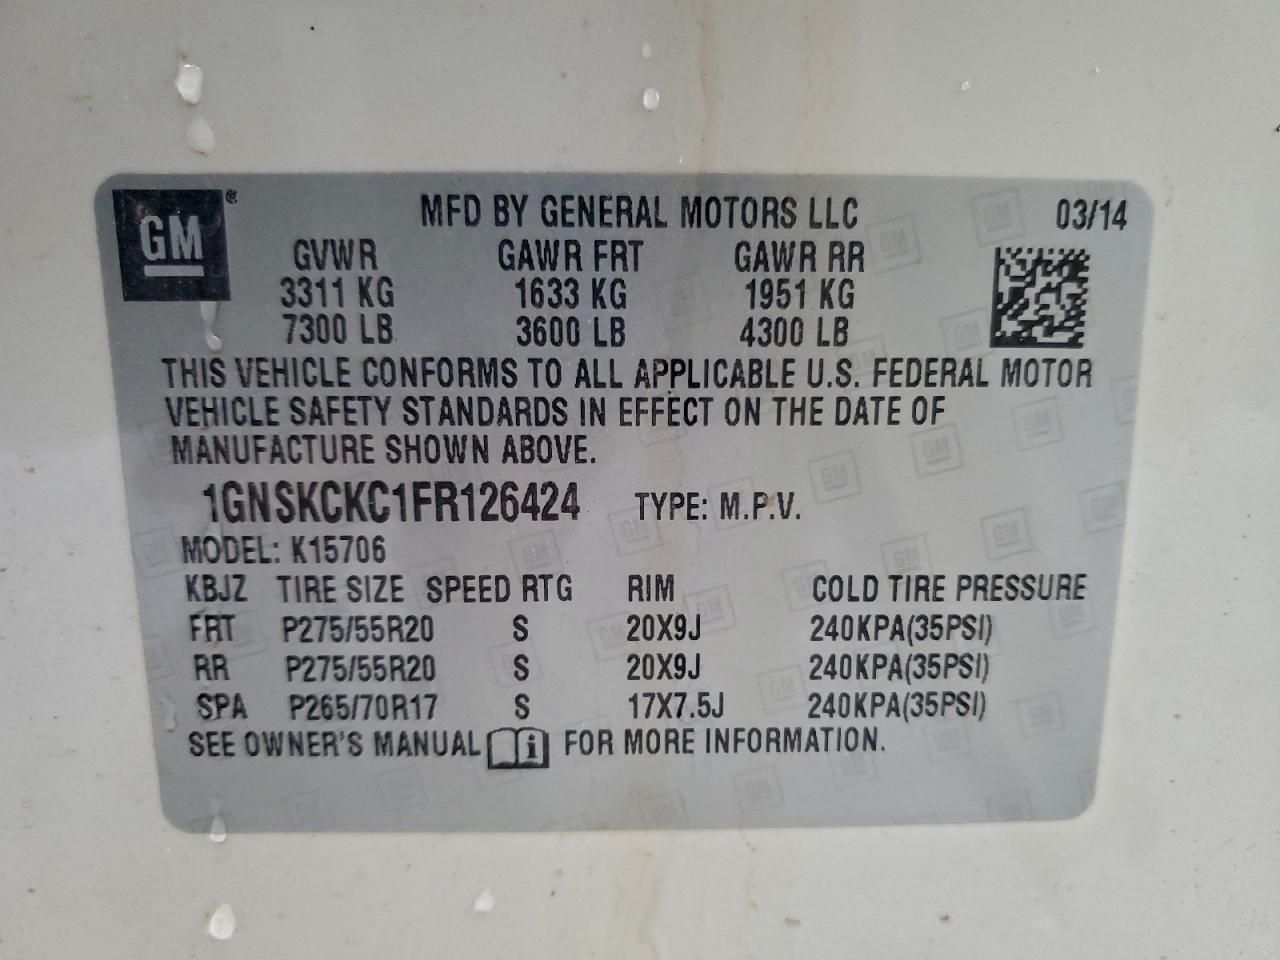 GM®
MFD BY GENERAL MOTORS LLC 03/14
GVWR GAWR FRT GAWR RR
3311 KG 1633 KG 1951 KG
7300 LB 3600 LB 4300 LB
THIS VEHICLE CONFORMS TO ALL APPLICABLE U.S. FEDERAL MOTOR
VEHICLE SAFETY STANDARDS IN EFFECT ON THE DATE OF
MANUFACTURE SHOWN ABOVE.
1GNSKCKC1FR126424 TYPE: M.P.V.
MODEL: K15706
KBJZ TIRE SIZE SPEED RTG RIM COLD TIRE PRESSURE
FRT P275/55R20 S 20X9J 240KPA(35PSI)
RR P275/55R20 S 20X9J 240KPA(35PSI)
SPA P265/70R17 S 17X7.5J 240KPA(35PSI)
SEE OWNER'S MANUAL i FOR MORE INFORMATION.